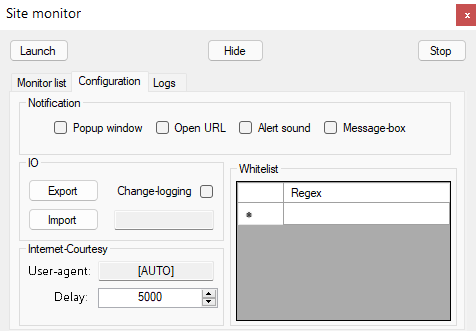 Site monitor x
Launch Hide Stop
Monitor list Configuration Logs
Notification
Popup window Open URL Alert sound Message-box
IO
Export Change-logging
Import
Whitelist
Regex
*
Internet-Courtesy
User-agent: [AUTO]
Delay: 5000